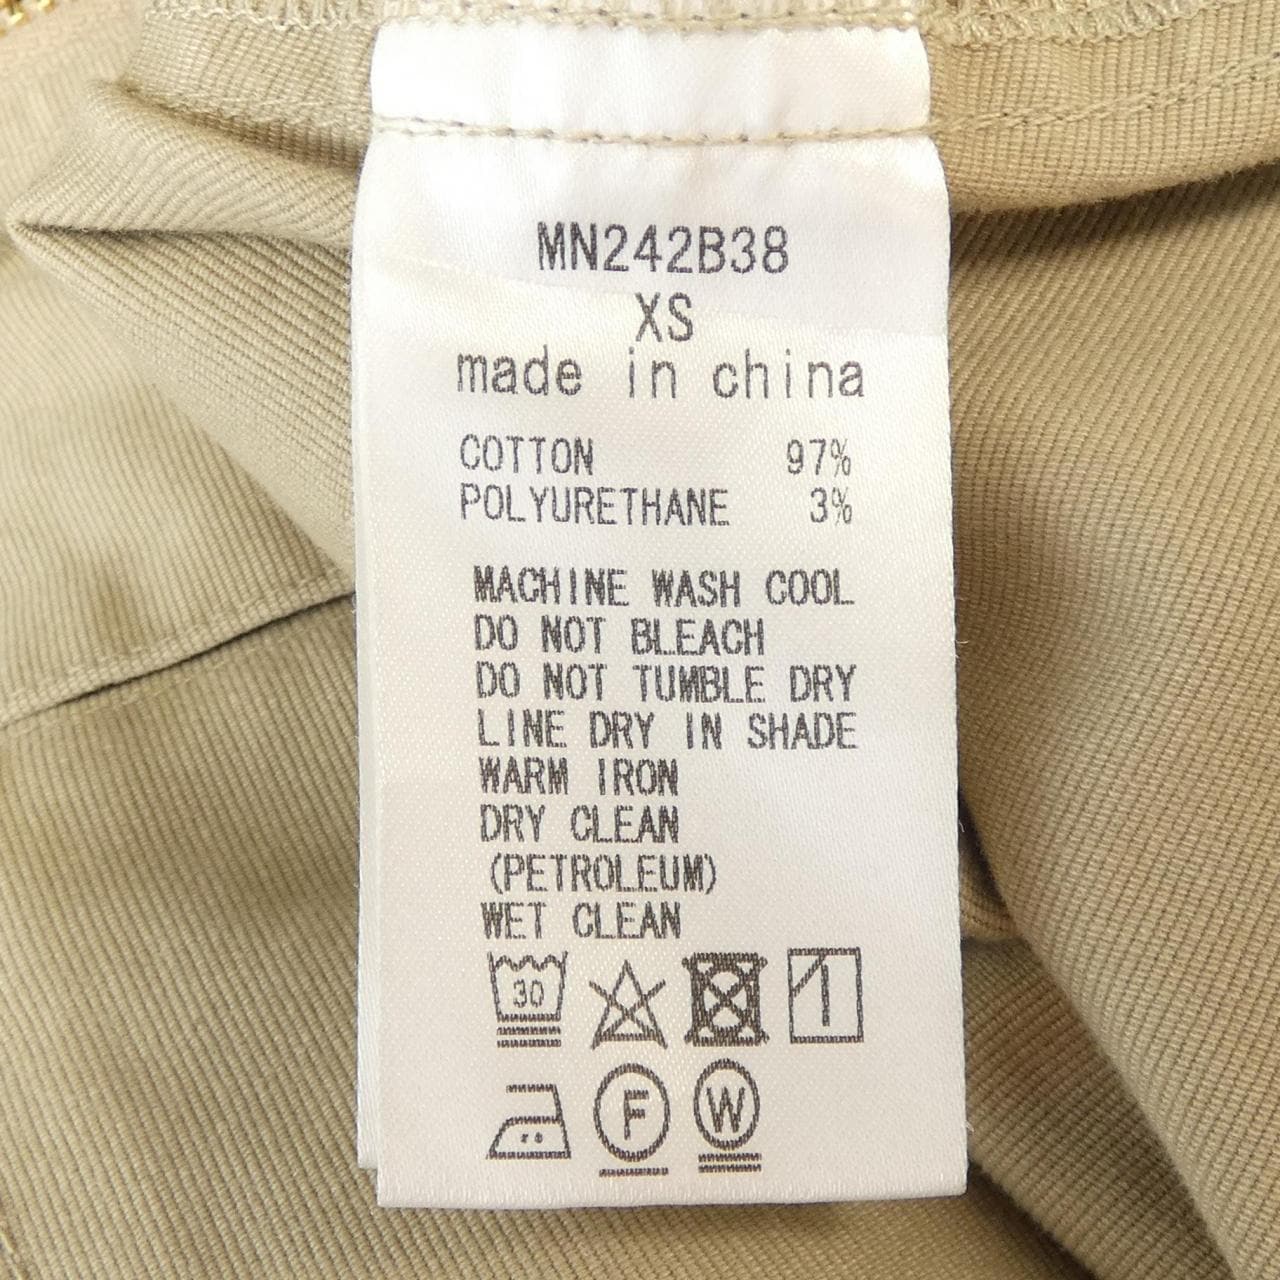 MN242B38
XS
made in china
COTTON 97%
POLYURETHANE 3%
MACHINE WASH COOL
DO NOT BLEACH
DO NOT TUMBLE DRY
LINE DRY IN SHADE
WARM IRON
DRY CLEAN
(PETROLEUM)
WET CLEAN
30
F W